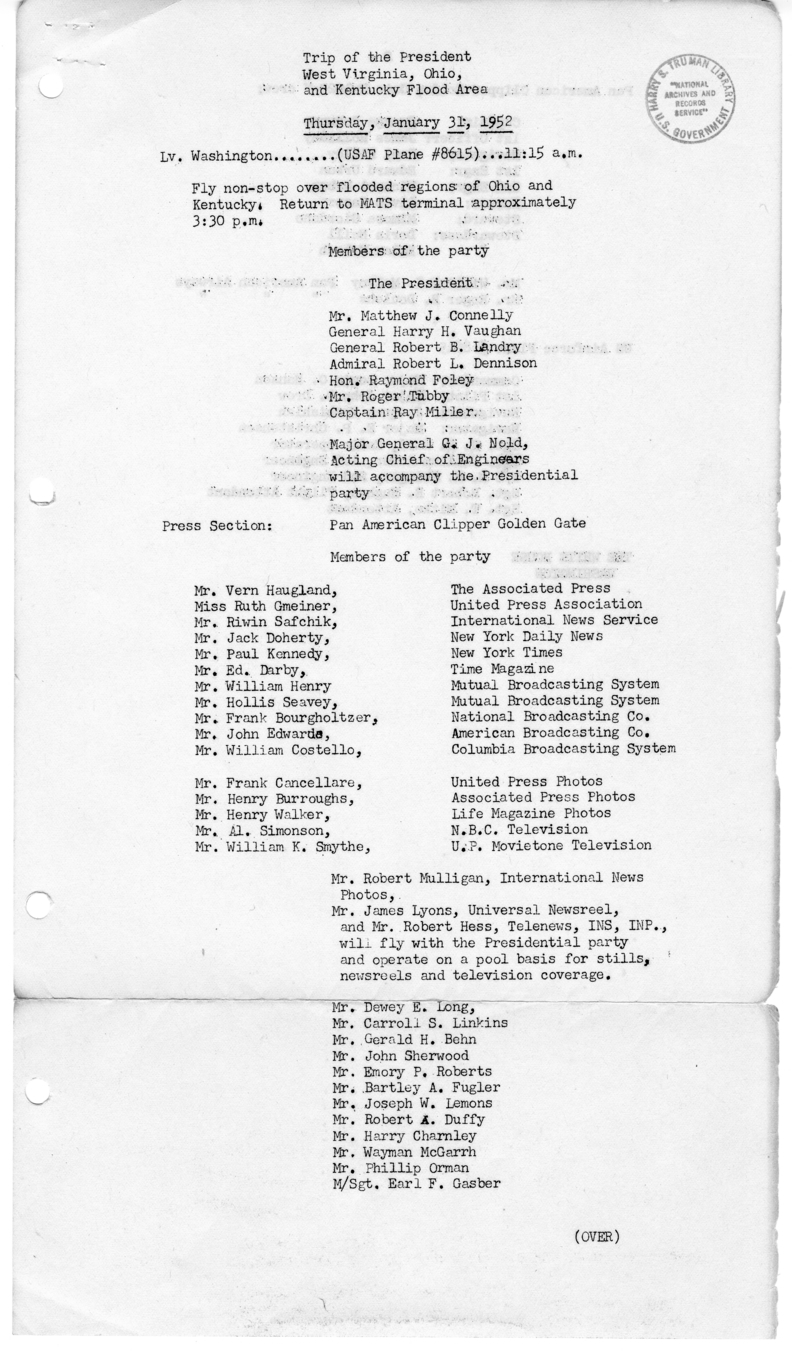 Trip of the President
West Virginia, Ohio,
and Kentucky Flood Area
HARRY S. TRUMAN LIBRARY
"NATIONAL
ARCHIVES AND
RECORDS
SERVICE"
U.S. GOVERNMENT
Thursday, January 31, 1952
Lv. Washington........(USAF Plane #8615)...11:15 a.m.
Fly non-stop over flooded regions of Ohio and
Kentucky. Return to MATS terminal approximately
3:30 p.m.
Members of the party
The President
Mr. Matthew J. Connelly
General Harry H. Vaughan
General Robert B. Landry
Admiral Robert L. Dennison
Hon. Raymond Foley
Mr. Roger Tubby
Captain Ray Miller
Major General G. J. Nold,
Acting Chief of Engineers
will accompany the Presidential
party
Press Section: Pan American Clipper Golden Gate
Members of the party
Mr. Vern Haugland, The Associated Press
Miss Ruth Gmeiner, United Press Association
Mr. Riwin Safchik, International News Service
Mr. Jack Doherty, New York Daily News
Mr. Paul Kennedy, New York Times
Mr. Ed. Darby, Time Magazine
Mr. William Henry Mutual Broadcasting System
Mr. Hollis Seavey, Mutual Broadcasting System
Mr. Frank Bourgholtzer, National Broadcasting Co.
Mr. John Edwards, American Broadcasting Co.
Mr. William Costello, Columbia Broadcasting System
Mr. Frank Cancellare, United Press Photos
Mr. Henry Burroughs, Associated Press Photos
Mr. Henry Walker, Life Magazine Photos
Mr. Al. Simonson, N.B.C. Television
Mr. William K. Smythe, U.P. Movietone Television
Mr. Robert Mulligan, International News
Photos,
Mr. James Lyons, Universal Newsreel,
and Mr. Robert Hess, Telenews, INS, INP.,
will fly with the Presidential party
and operate on a pool basis for stills,
newsreels and television coverage.
Mr. Dewey E. Long,
Mr. Carroll S. Linkins
Mr. Gerald H. Behn
Mr. John Sherwood
Mr. Emory P. Roberts
Mr. Bartley A. Fugler
Mr. Joseph W. Lemons
Mr. Robert A. Duffy
Mr. Harry Charnley
Mr. Wayman McGarrh
Mr. Phillip Orman
M/Sgt. Earl F. Gasber
(OVER)